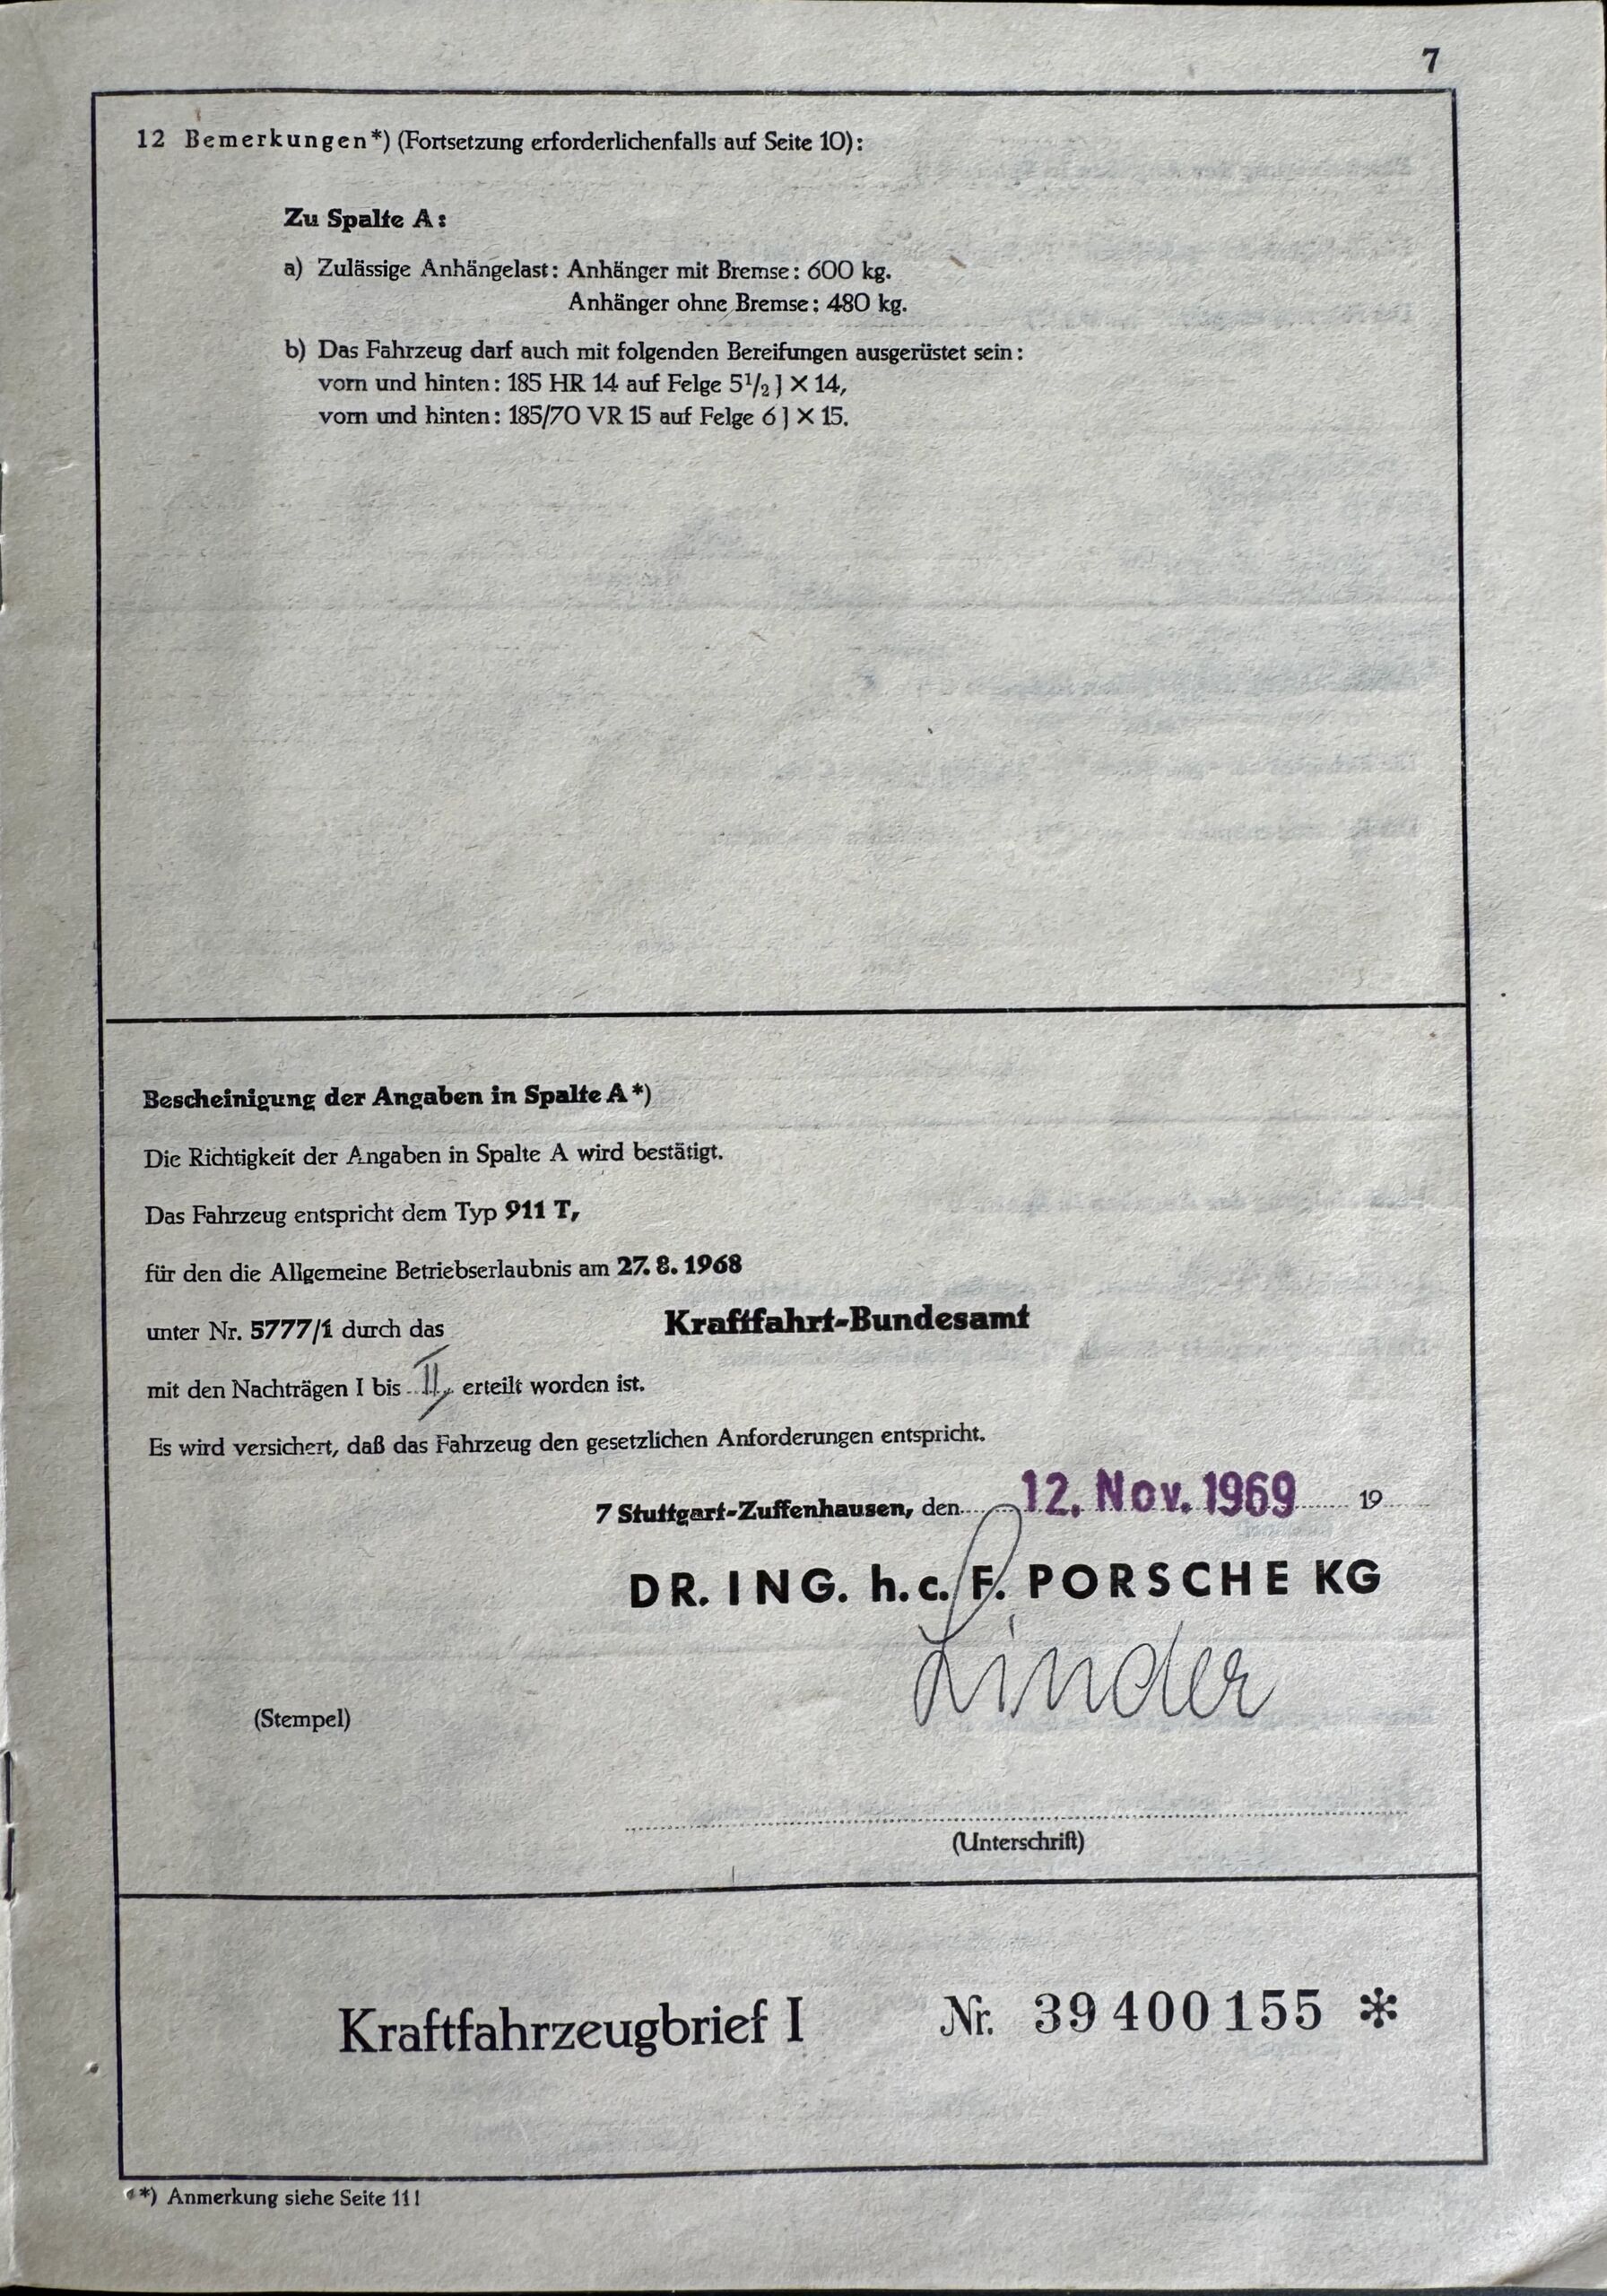 7
12 Bemerkungen*) (Fortsetzung erforderlichenfalls auf Seite 10):
Zu Spalte A:
a) Zulässige Anhängelast: Anhänger mit Bremse: 600 kg.
Anhänger ohne Bremse: 480 kg.
b) Das Fahrzeug darf auch mit folgenden Bereifungen ausgerüstet sein:
vorn und hinten: 185 HR 14 auf Felge 5½ J × 14,
vorn und hinten: 185/70 VR 15 auf Felge 6 J × 15.
Bescheinigung der Angaben in Spalte A*)
Die Richtigkeit der Angaben in Spalte A wird bestätigt.
Das Fahrzeug entspricht dem Typ 911 T,
für den die Allgemeine Betriebserlaubnis am 27. 8. 1968
unter Nr. 5777/1 durch das Kraftfahrt-Bundesamt
mit den Nachträgen I bis II, erteilt worden ist.
Es wird versichert, daß das Fahrzeug den gesetzlichen Anforderungen entspricht.
7 Stuttgart-Zuffenhausen, den 12. Nov. 1969 19
DR. ING. h. c. F. PORSCHE KG
Linder
(Stempel)
(Unterschrift)
Kraftfahrzeugbrief I Nr. 39 400 155 *
*) Anmerkung siehe Seite 11!